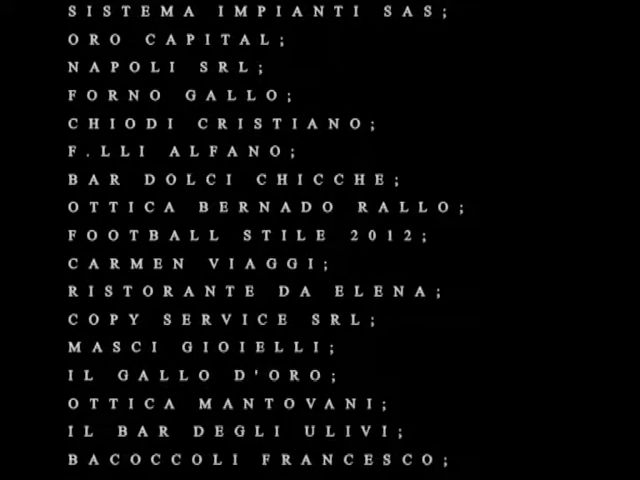 SISTEMA IMPIANTI SAS;
ORO CAPITAL;
NAPOLI SRL;
FORNO GALLO;
CHIODI CRISTIANO;
F.LLI ALFANO;
BAR DOLCI CHICCHE;
OTTICA BERNADO RALLO;
FOOTBALL STILE 2012;
CARMEN VIAGGI;
RISTORANTE DA ELENA;
COPY SERVICE SRL;
MASCI GIOIELLI;
IL GALLO D'ORO;
OTTICA MANTOVANI;
IL BAR DEGLI ULIVI;
BACOCCOLI FRANCESCO;